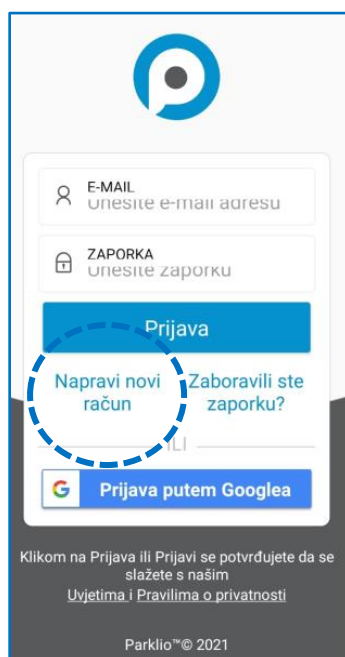 E-MAIL
Unesite e-mail adresu
ZAPORKA
Unesite zaporku
Prijava
Napravi novi
račun
Zaboravili ste
zaporku?
ILI
G Prijava putem Googlea
Klikom na Prijava ili Prijavi se potvrđujete da se
slažete s našim
Uvjetima i Pravilima o privatnosti
Parklio™© 2021